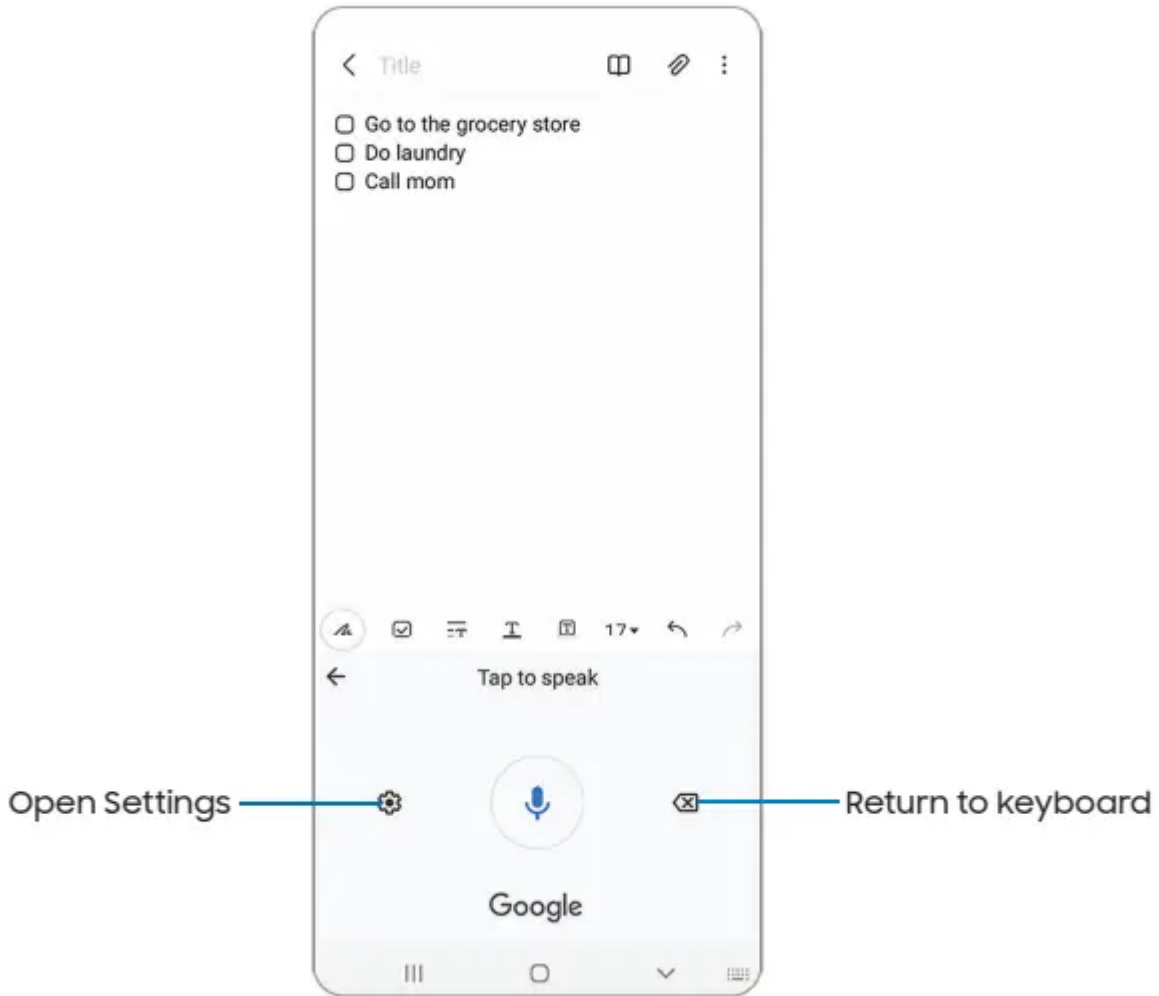 Title
Go to the grocery store
Do laundry
Call mom
17
Tap to speak
Open Settings
Return to keyboard
Google